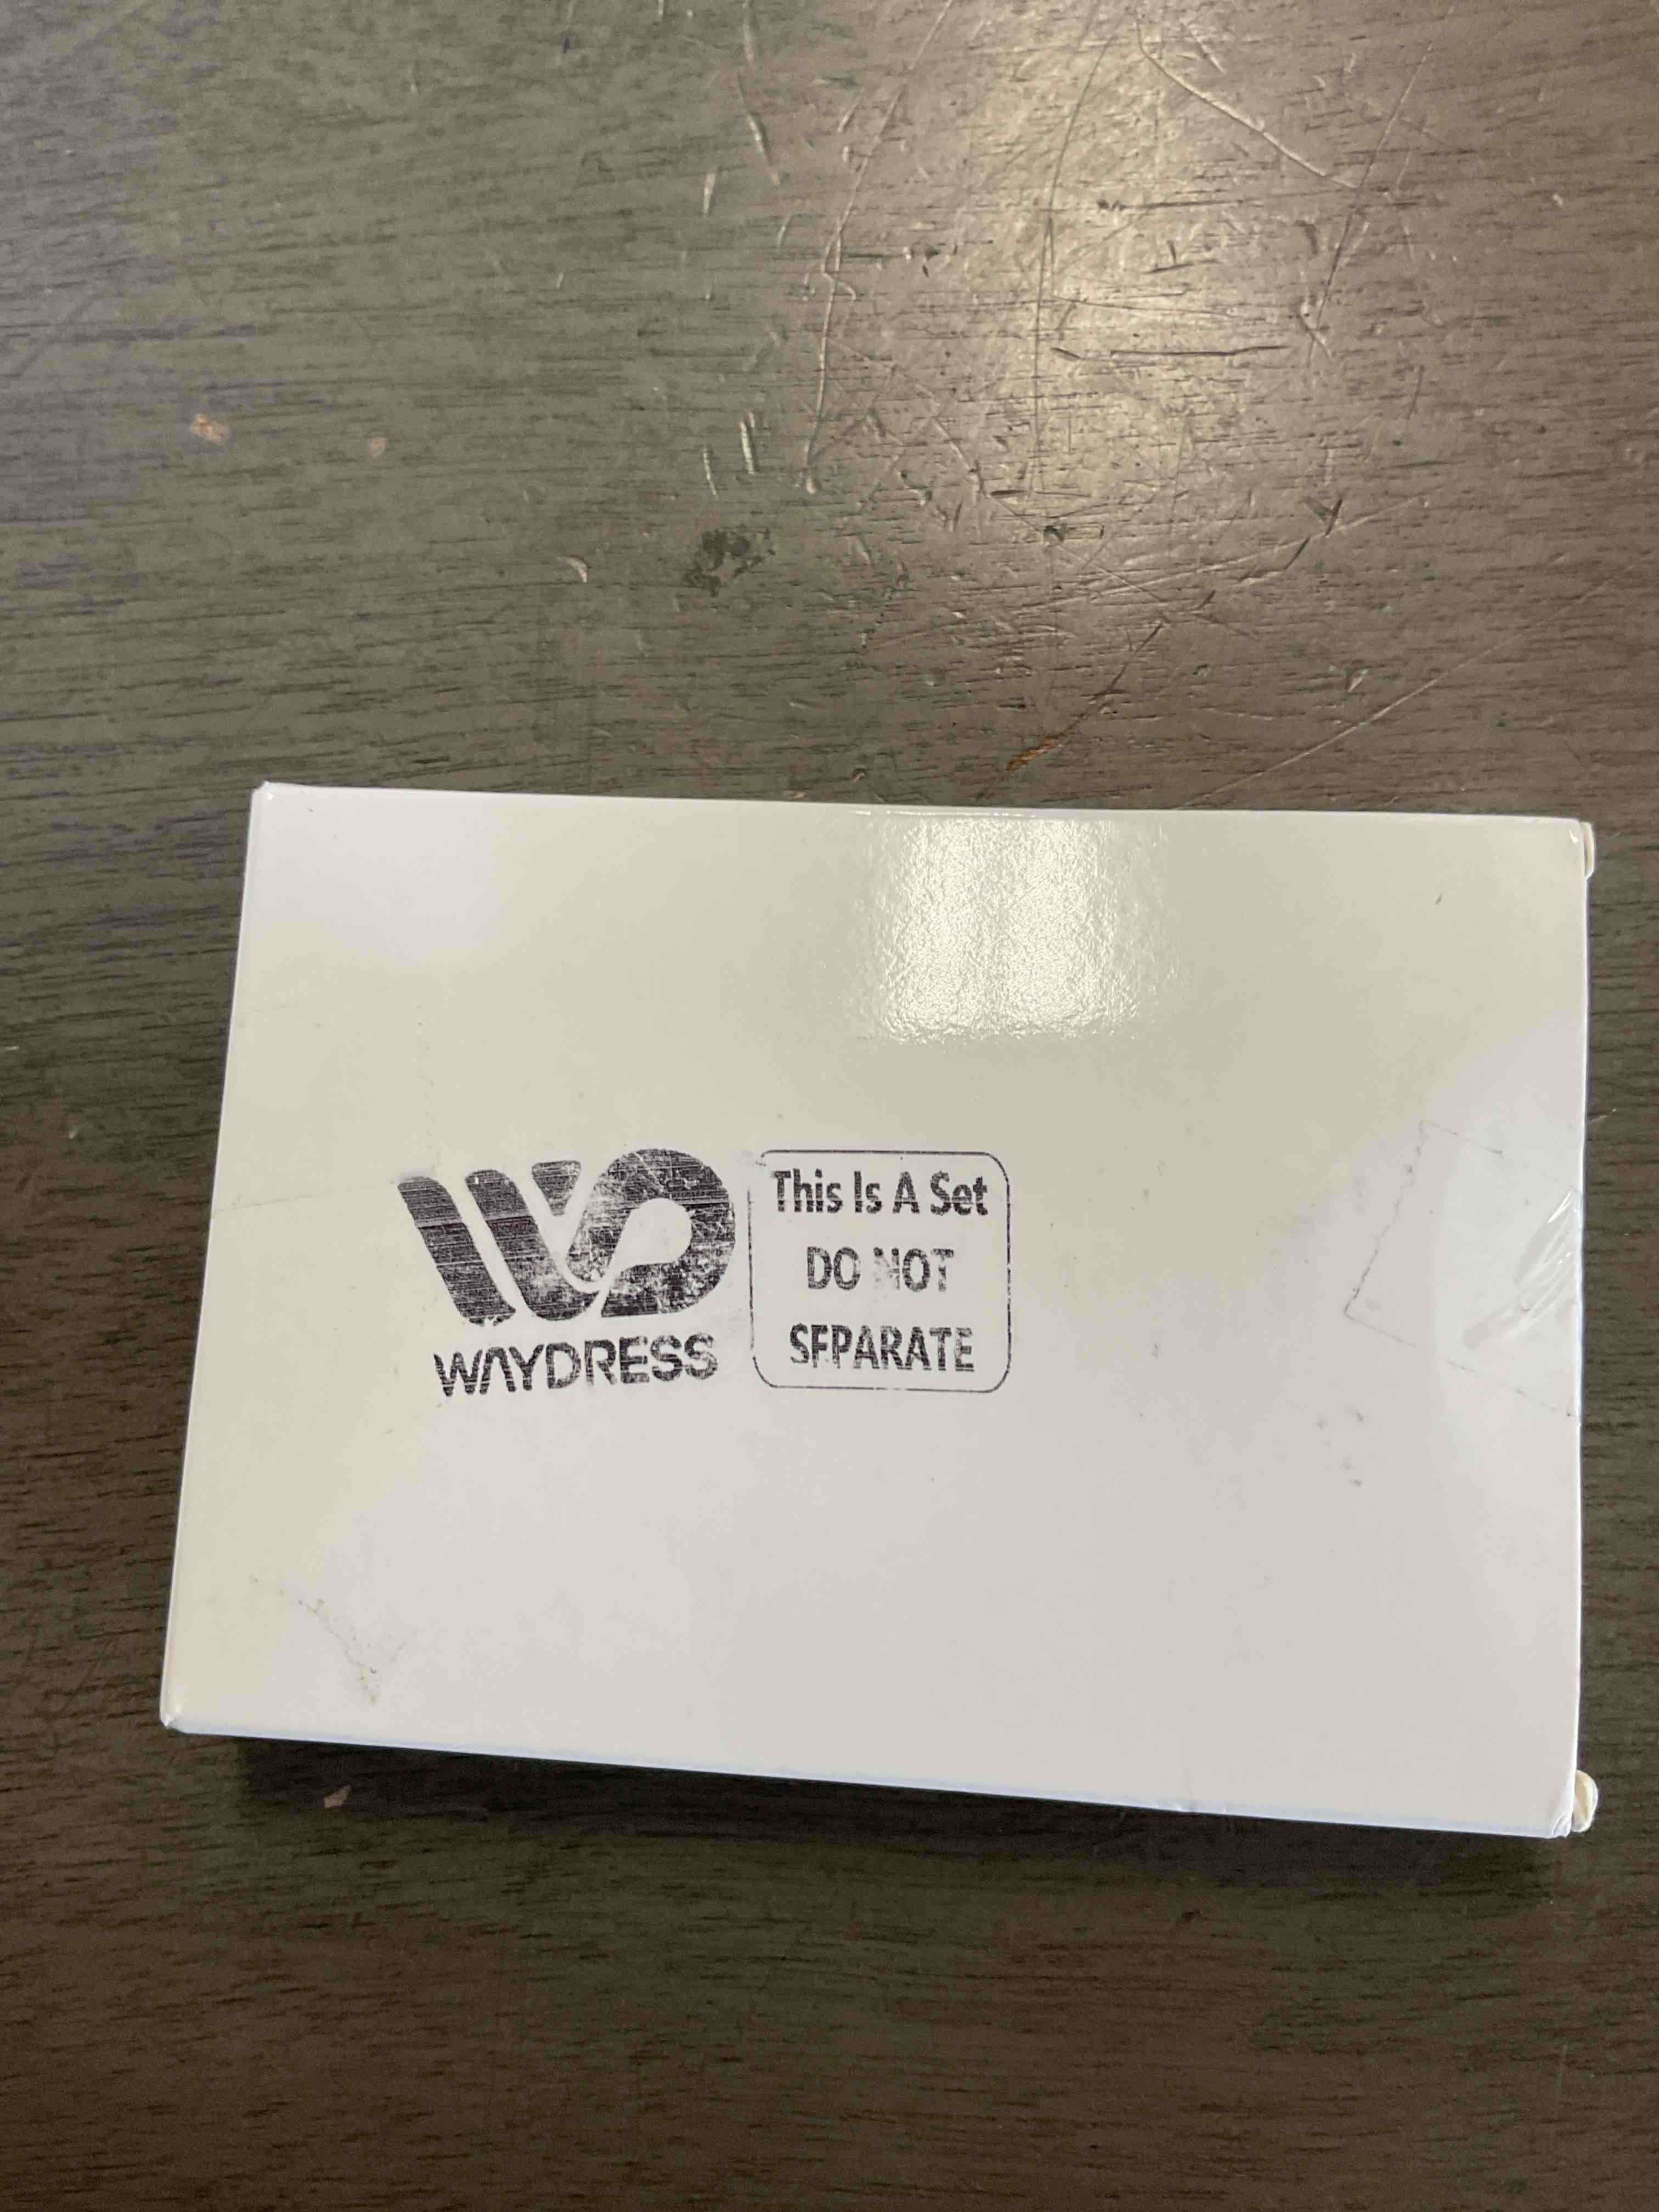 WAYDRESS
This Is A Set
DO NOT
SEPARATE